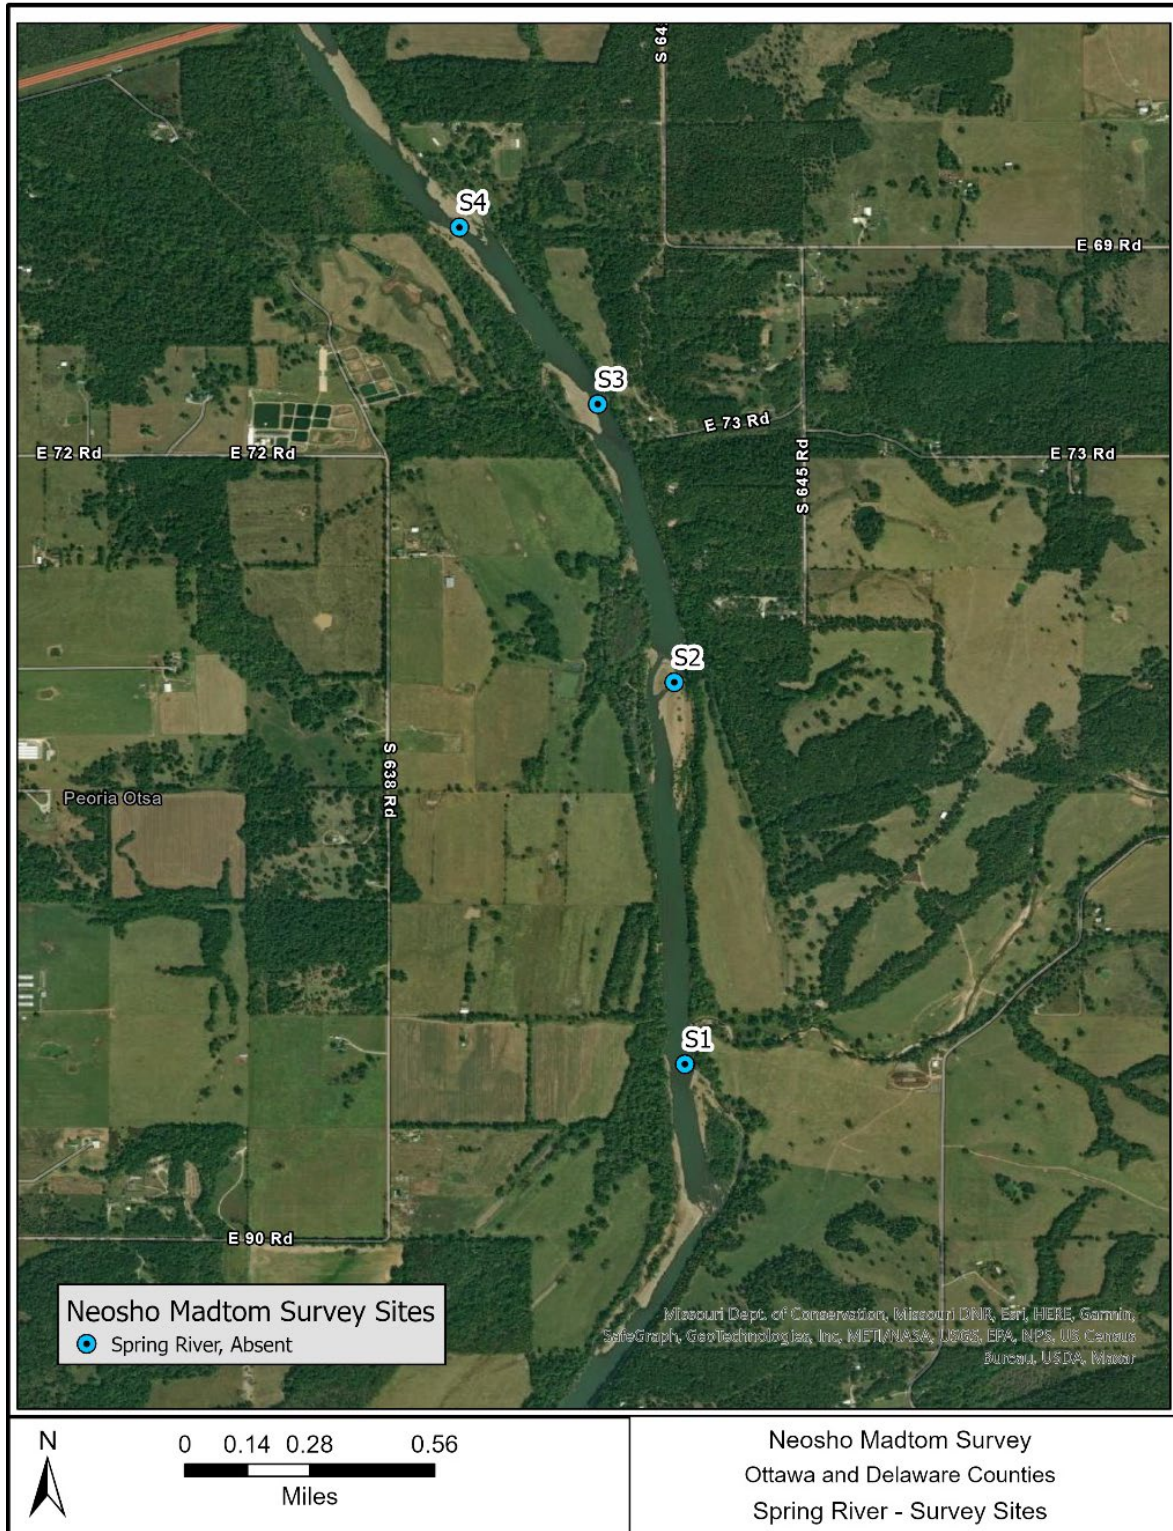 S 64
S4
E 69 Rd
S3
E 73 Rd
E 72 Rd
E 72 Rd
E 73 Rd
S 645 Rd
S2
S 638 Rd
Peoria Otsa
S1
E 90 Rd
Neosho Madtom Survey Sites
Spring River, Absent
Missouri Dept. of Conservation, Missouri DNR, Esri, HERE, Garmin,
SafeGraph, GeoTechnologies, Inc, METI/NASA, USGS, EPA, NPS, US Census
Bureau, USDA, Maxar
N
0 0.14 0.28 0.56
Miles
Neosho Madtom Survey
Ottawa and Delaware Counties
Spring River - Survey Sites